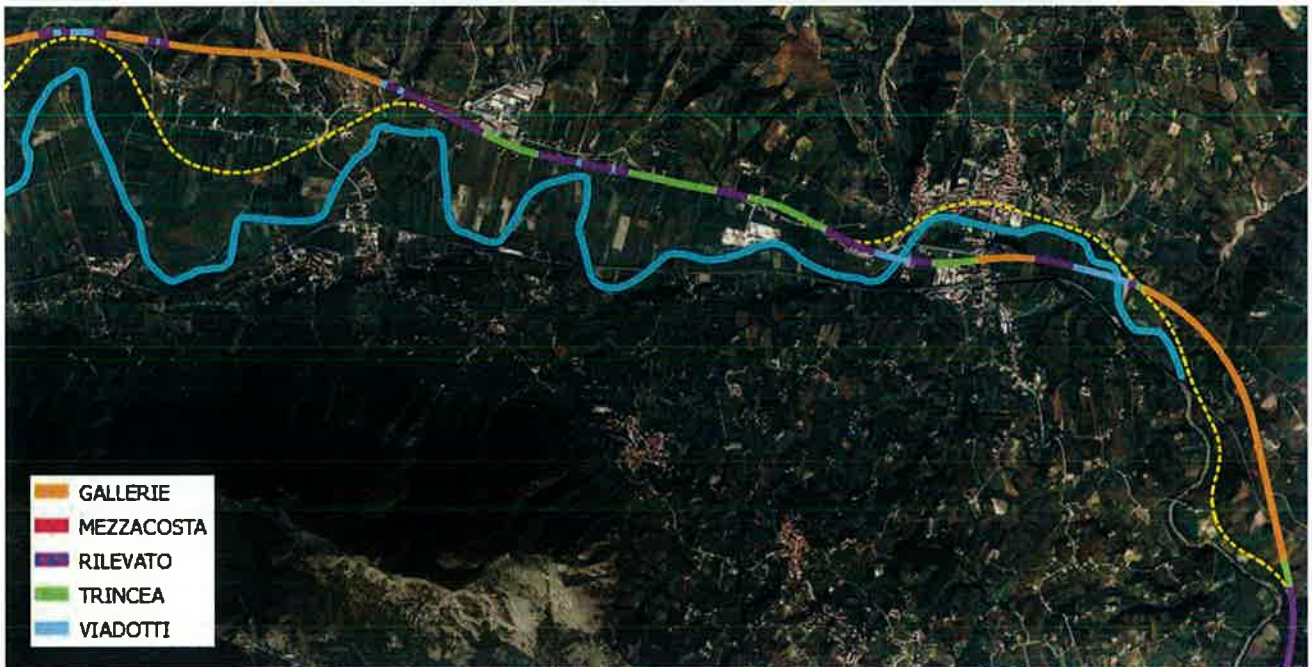 GALLERIE
MEZZACOSTA
RILEVATO
TRINCEA
VIADOTTI